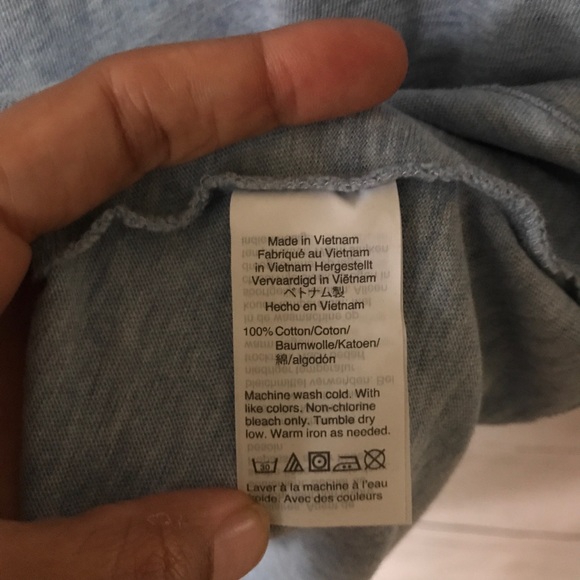 Made in Vietnam
Fabriqué au Vietnam
in Vietnam Hergestellt
Vervaardigd in Viëtnam
ベトナム製
Hecho en Vietnam
100% Cotton/Coton/
Baumwolle/Katoen/
綿/algodón
Machine wash cold. With
like colors. Non-chlorine
bleach only. Tumble dry
low. Warm iron as needed.
30
Laver à la machine à l'eau
Avec des couleurs